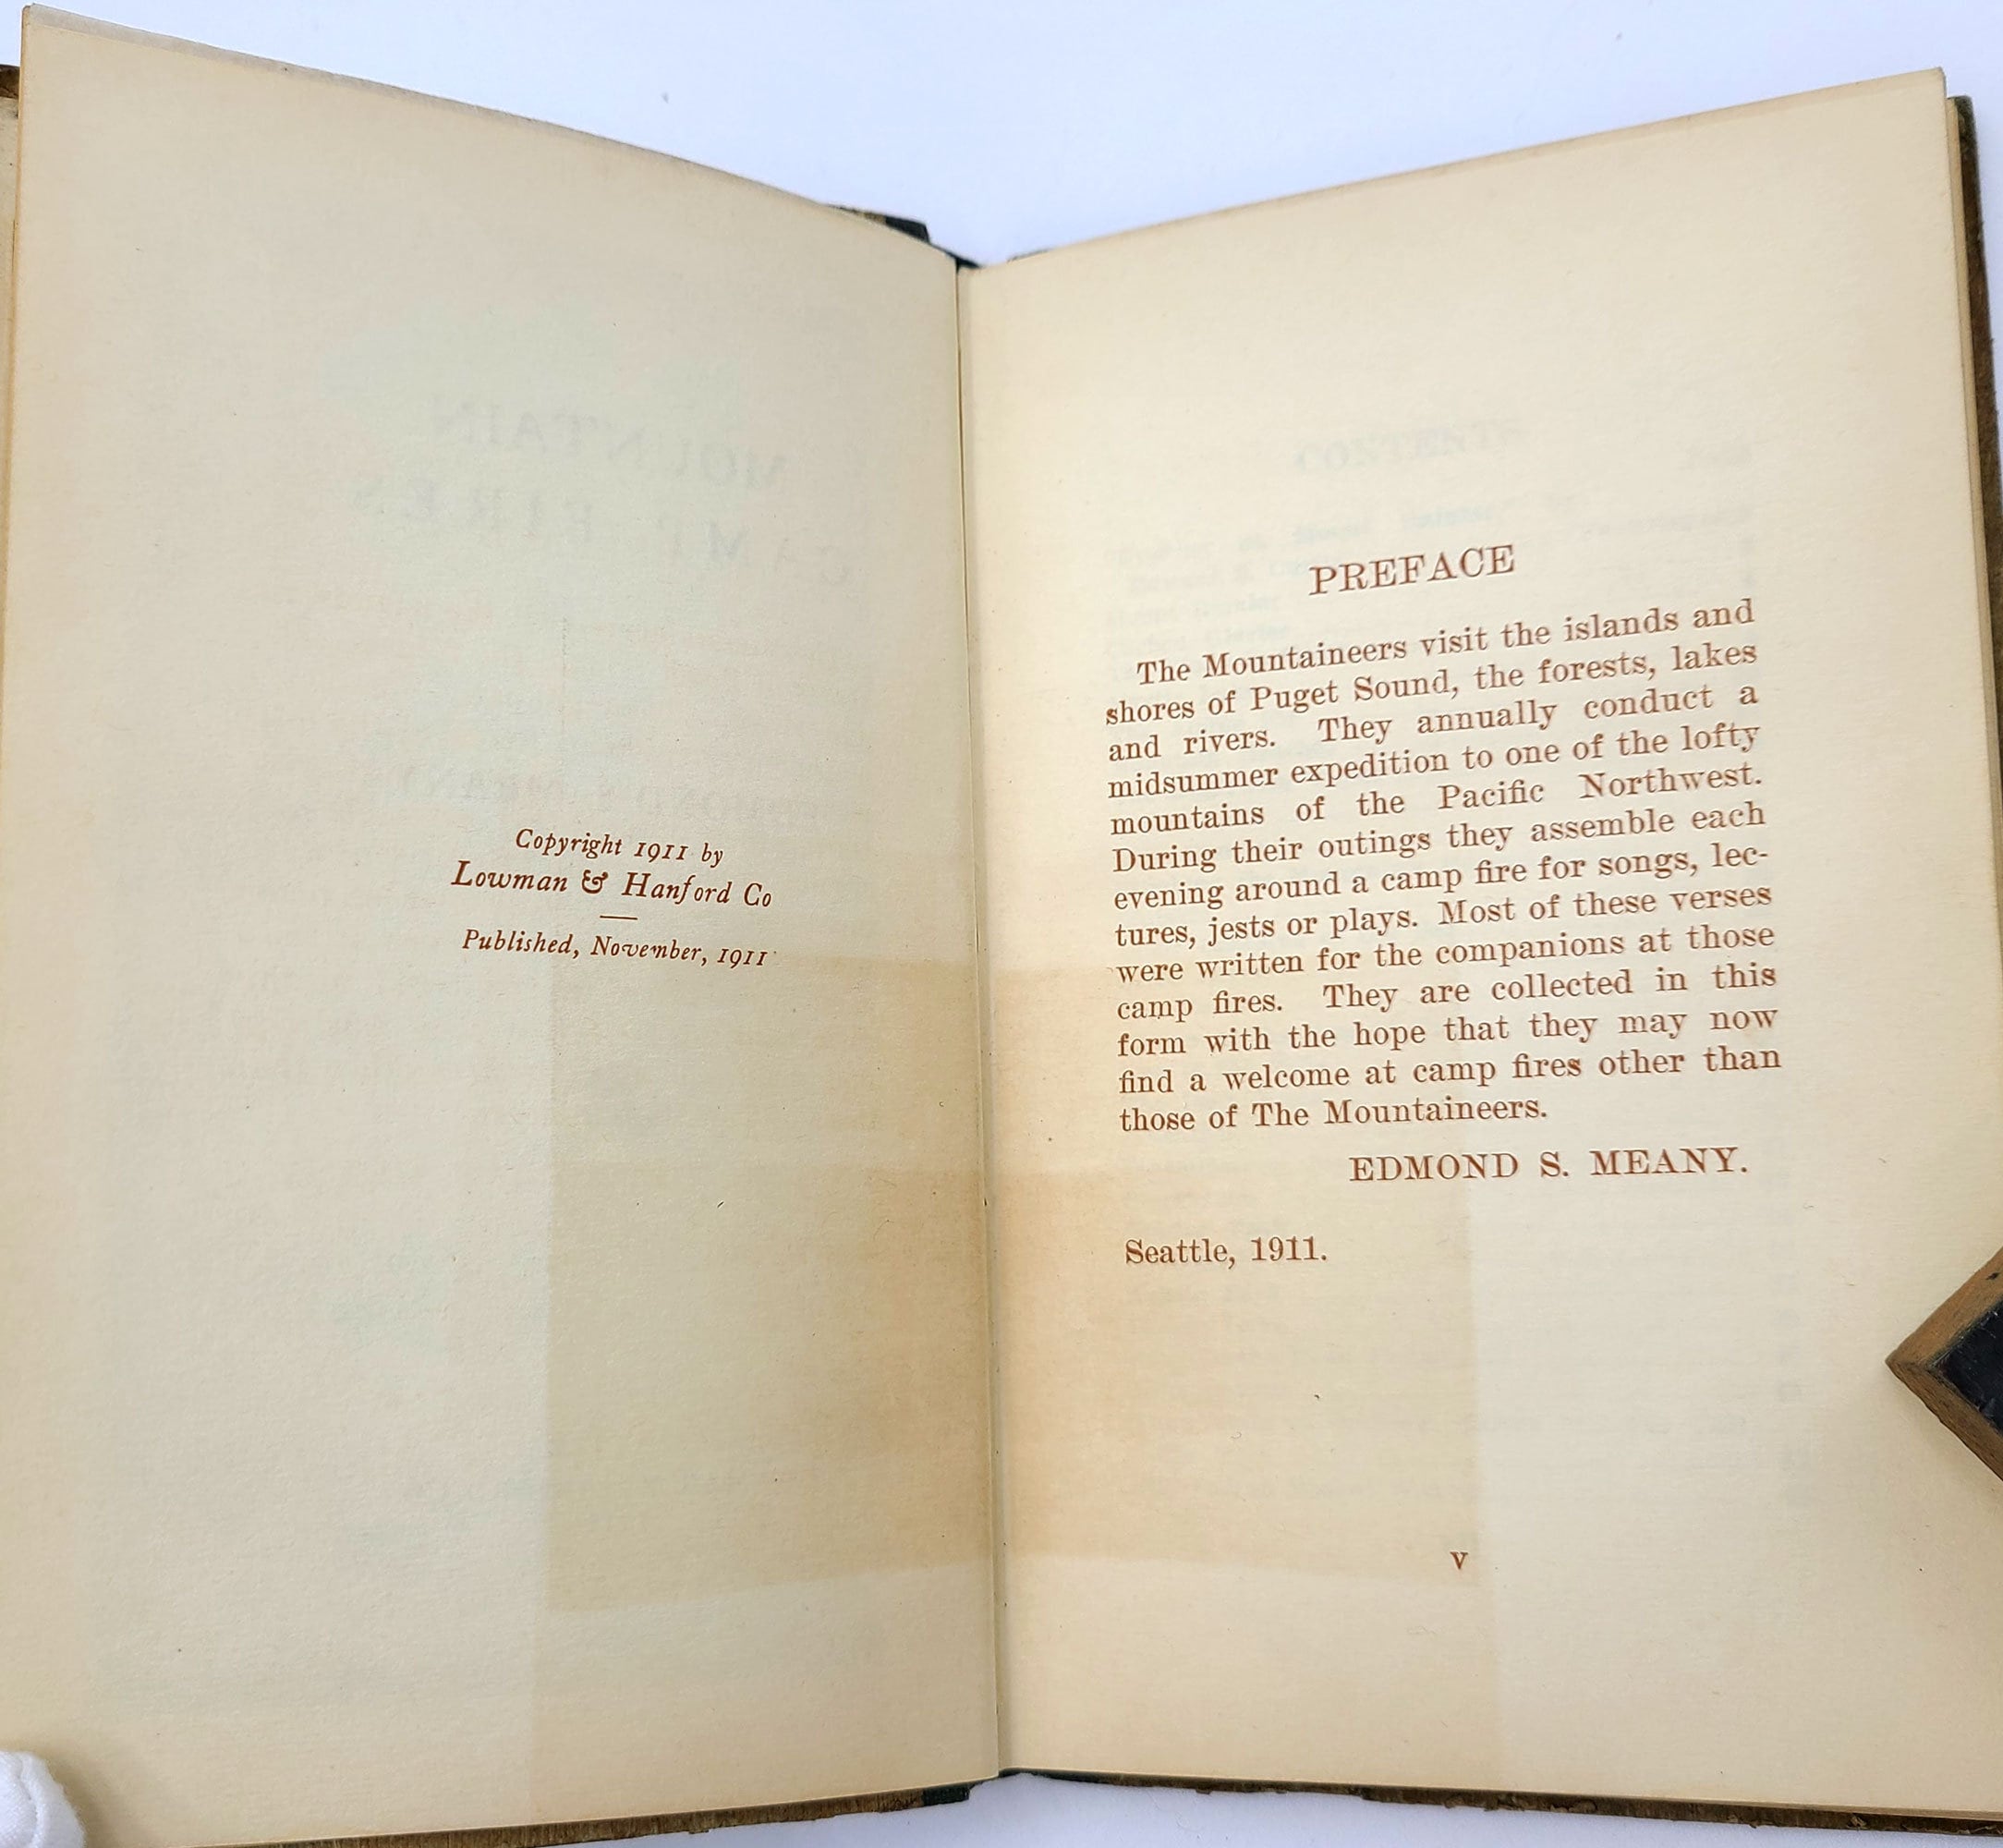 Copyright 1911 by
Lowman & Hanford Co
Published, November, 1911
PREFACE
The Mountaineers visit the islands and
shores of Puget Sound, the forests, lakes
and rivers. They annually conduct a
midsummer expedition to one of the lofty
mountains of the Pacific Northwest.
During their outings they assemble each
evening around a camp fire for songs, lec-
tures, jests or plays. Most of these verses
were written for the companions at those
camp fires. They are collected in this
form with the hope that they may now
find a welcome at camp fires other than
those of The Mountaineers.
EDMOND S. MEANY.
Seattle, 1911.
v